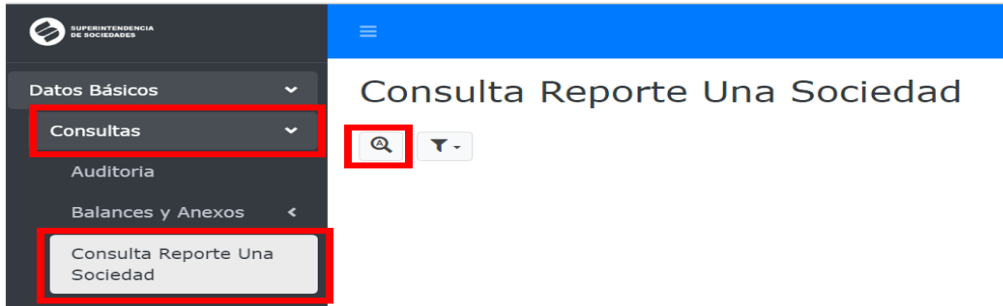 SUPERINTENDENCIA
DE SOCIEDADES
Datos Básicos
Consultas
Auditoria
Balances y Anexos
Consulta Reporte Una
Sociedad
Consulta Reporte Una Sociedad